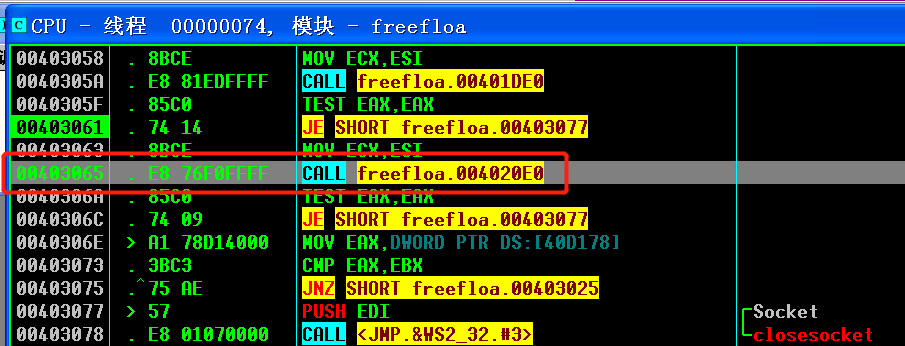 CPU - 线程 00000074, 模块 - freefloa
00403058 . 8BCE MOV ECX,ESI
0040305A . E8 81EDFFFF CALL freefloa.00401DE0
0040305F . 85C0 TEST EAX,EAX
00403061 . 74 14 JE SHORT freefloa.00403077
00403063 . 8BCE MOV ECX,ESI
00403065 . E8 76F0FFFF CALL freefloa.004020E0
0040306A . 85C0 TEST EAX,EAX
0040306C . 74 09 JE SHORT freefloa.00403077
0040306E > A1 78D14000 MOV EAX,DWORD PTR DS:[40D178]
00403073 . 3BC3 CMP EAX,EBX
00403075 .^75 AE JNZ SHORT freefloa.00403025
00403077 > 57 PUSH EDI Socket
00403078 . E8 01070000 CALL <JMP.&WS2_32.#3> closesocket